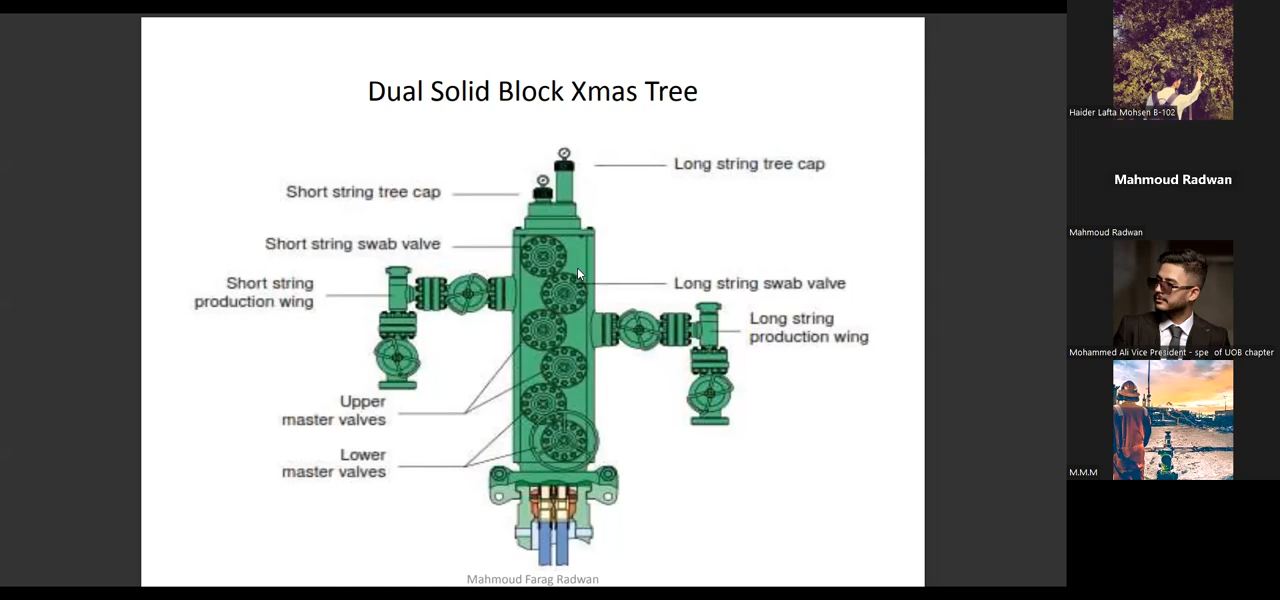 Dual Solid Block Xmas Tree
Long string tree cap
Short string tree cap
Short string swab valve
Short string
production wing
Long string swab valve
Long string
production wing
Upper
master valves
Lower
master valves
Mahmoud Farag Radwan
Haider Lafta Mohsen B-102
Mahmoud Radwan
Mahmoud Radwan
Mohammed Ali Vice President - spe of UOB chapter
M.M.M